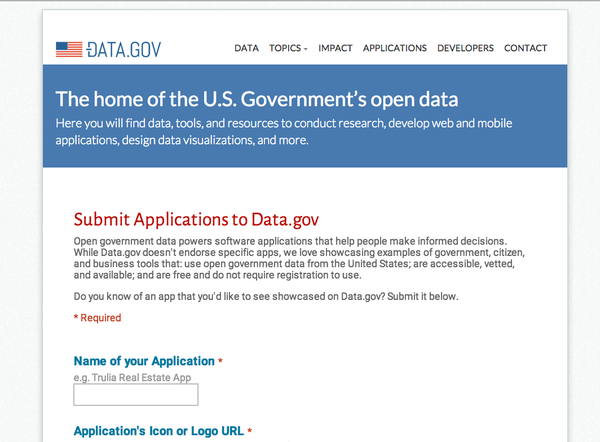 DATA.GOV
DATA TOPICS IMPACT APPLICATIONS DEVELOPERS CONTACT
The home of the U.S. Government's open data
Here you will find data, tools, and resources to conduct research, develop web and mobile
applications, design data visualizations, and more.
Submit Applications to Data.gov
Open government data powers software applications that help people make informed decisions.
While Data.gov doesn't endorse specific apps, we love showcasing examples of government, citizen,
and business tools that: use open government data from the United States; are accessible, vetted,
and available; and are free and do not require registration to use.
Do you know of an app that you'd like to see showcased on Data.gov? Submit it below.
* Required
Name of your Application *
e.g. Trulia Real Estate App
Application's Icon or Logo URL *